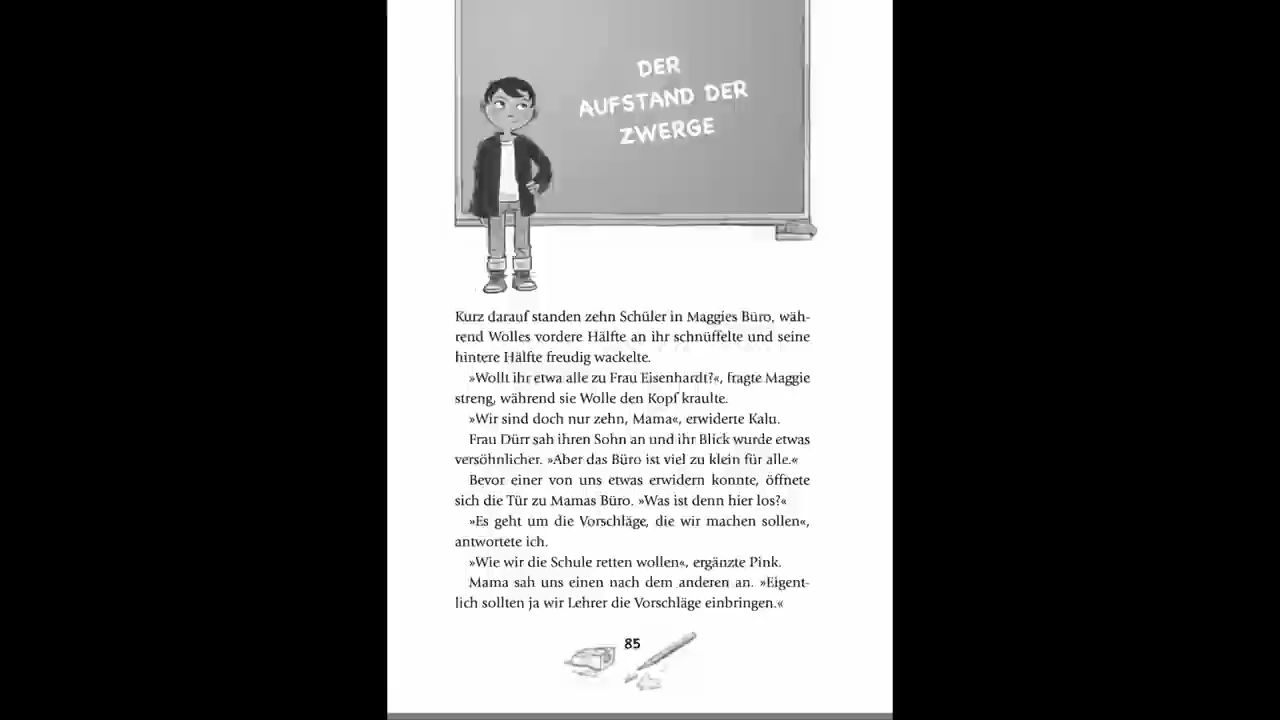 DER
AUFSTAND DER
ZWERGE
Kurz darauf standen zehn Schüler in Maggies Büro, wäh-
rend Wolles vordere Hälfte an ihr schnüffelte und seine
hintere Hälfte freudig wackelte.
»Wollt ihr etwa alle zu Frau Eisenhardt?«, fragte Maggie
streng, während sie Wolle den Kopf kraulte.
»Wir sind doch nur zehn, Mama«, erwiderte Kalu.
Frau Dürr sah ihren Sohn an und ihr Blick wurde etwas
versöhnlicher. »Aber das Büro ist viel zu klein für alle.«
Bevor einer von uns etwas erwidern konnte, öffnete
sich die Tür zu Mamas Büro. »Was ist denn hier los?«
»Es geht um die Vorschläge, die wir machen sollen«,
antwortete ich.
»Wie wir die Schule retten wollen«, ergänzte Pink.
Mama sah uns einen nach dem anderen an. »Eigent-
lich sollten ja wir Lehrer die Vorschläge einbringen.«
85